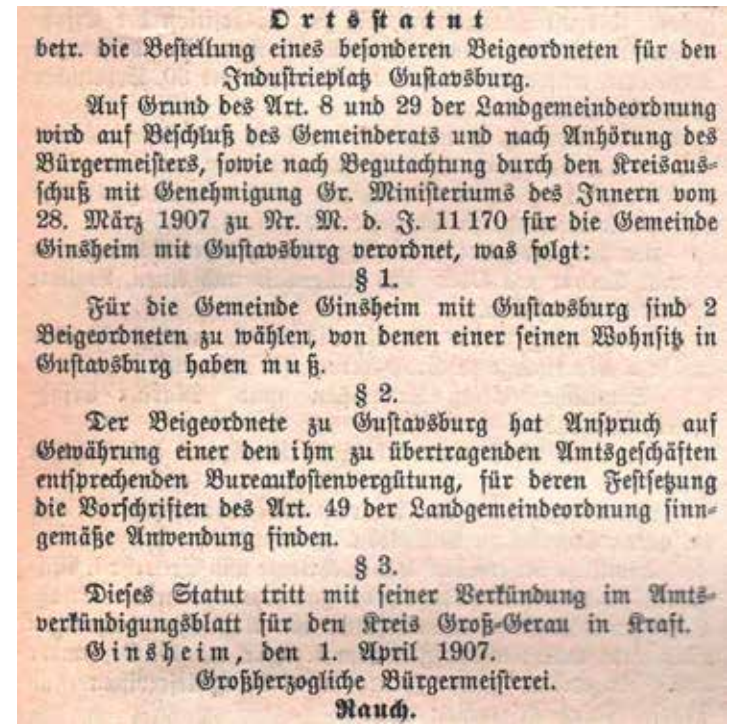 Ortsstatut
betr. die Bestellung eines besonderen Beigeordneten für den
Industrieplatz Gustavsburg.
Auf Grund des Art. 8 und 29 der Landgemeindeordnung
wird auf Beschluß des Gemeinderats und nach Anhörung des
Bürgermeisters, sowie nach Begutachtung durch den Kreisaus-
schuß mit Genehmigung Gr. Ministeriums des Innern vom
28. März 1907 zu Nr. M. d. J. 11 170 für die Gemeinde
Ginsheim mit Gustavsburg verordnet, was folgt:
§ 1.
Für die Gemeinde Ginsheim mit Gustavsburg sind 2
Beigeordneten zu wählen, von denen einer seinen Wohnsitz in
Gustavsburg haben muß.
§ 2.
Der Beigeordnete zu Gustavsburg hat Anspruch auf
Gewährung einer den ihm zu übertragenden Amtsgeschäften
entsprechenden Bureaukostenvergütung, für deren Festsetzung
die Vorschriften des Art. 49 der Landgemeindeordnung sinn-
gemäße Anwendung finden.
§ 3.
Dieses Statut tritt mit seiner Verkündung im Amts-
verkündigungsblatt für den Kreis Groß-Gerau in Kraft.
Ginsheim, den 1. April 1907.
Großherzogliche Bürgermeisterei.
Rauch.